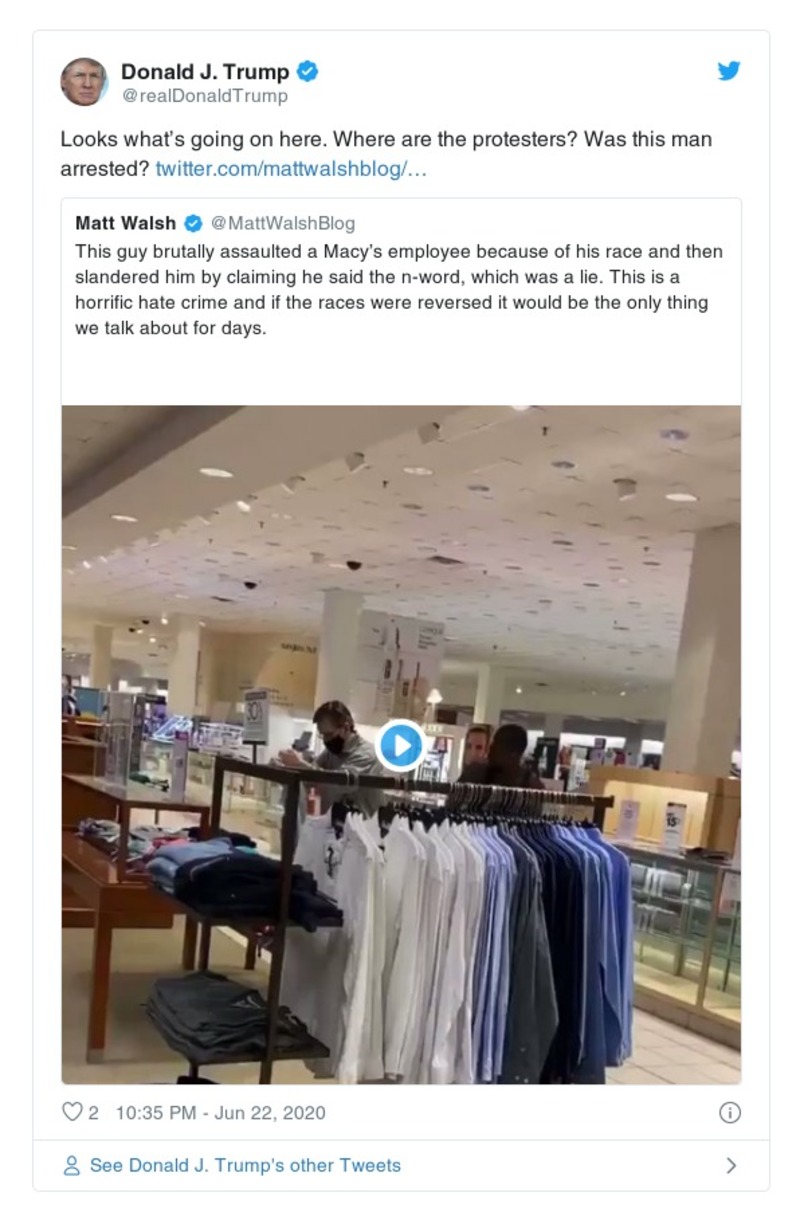 Donald J. Trump
@realDonaldTrump
Looks what's going on here. Where are the protesters? Was this man
arrested? twitter.com/mattwalshblog/…
Matt Walsh @MattWalshBlog
This guy brutally assaulted a Macy's employee because of his race and then
slandered him by claiming he said the n-word, which was a lie. This is a
horrific hate crime and if the races were reversed it would be the only thing
we talk about for days.
30
15
2 10:35 PM - Jun 22, 2020
See Donald J. Trump's other Tweets